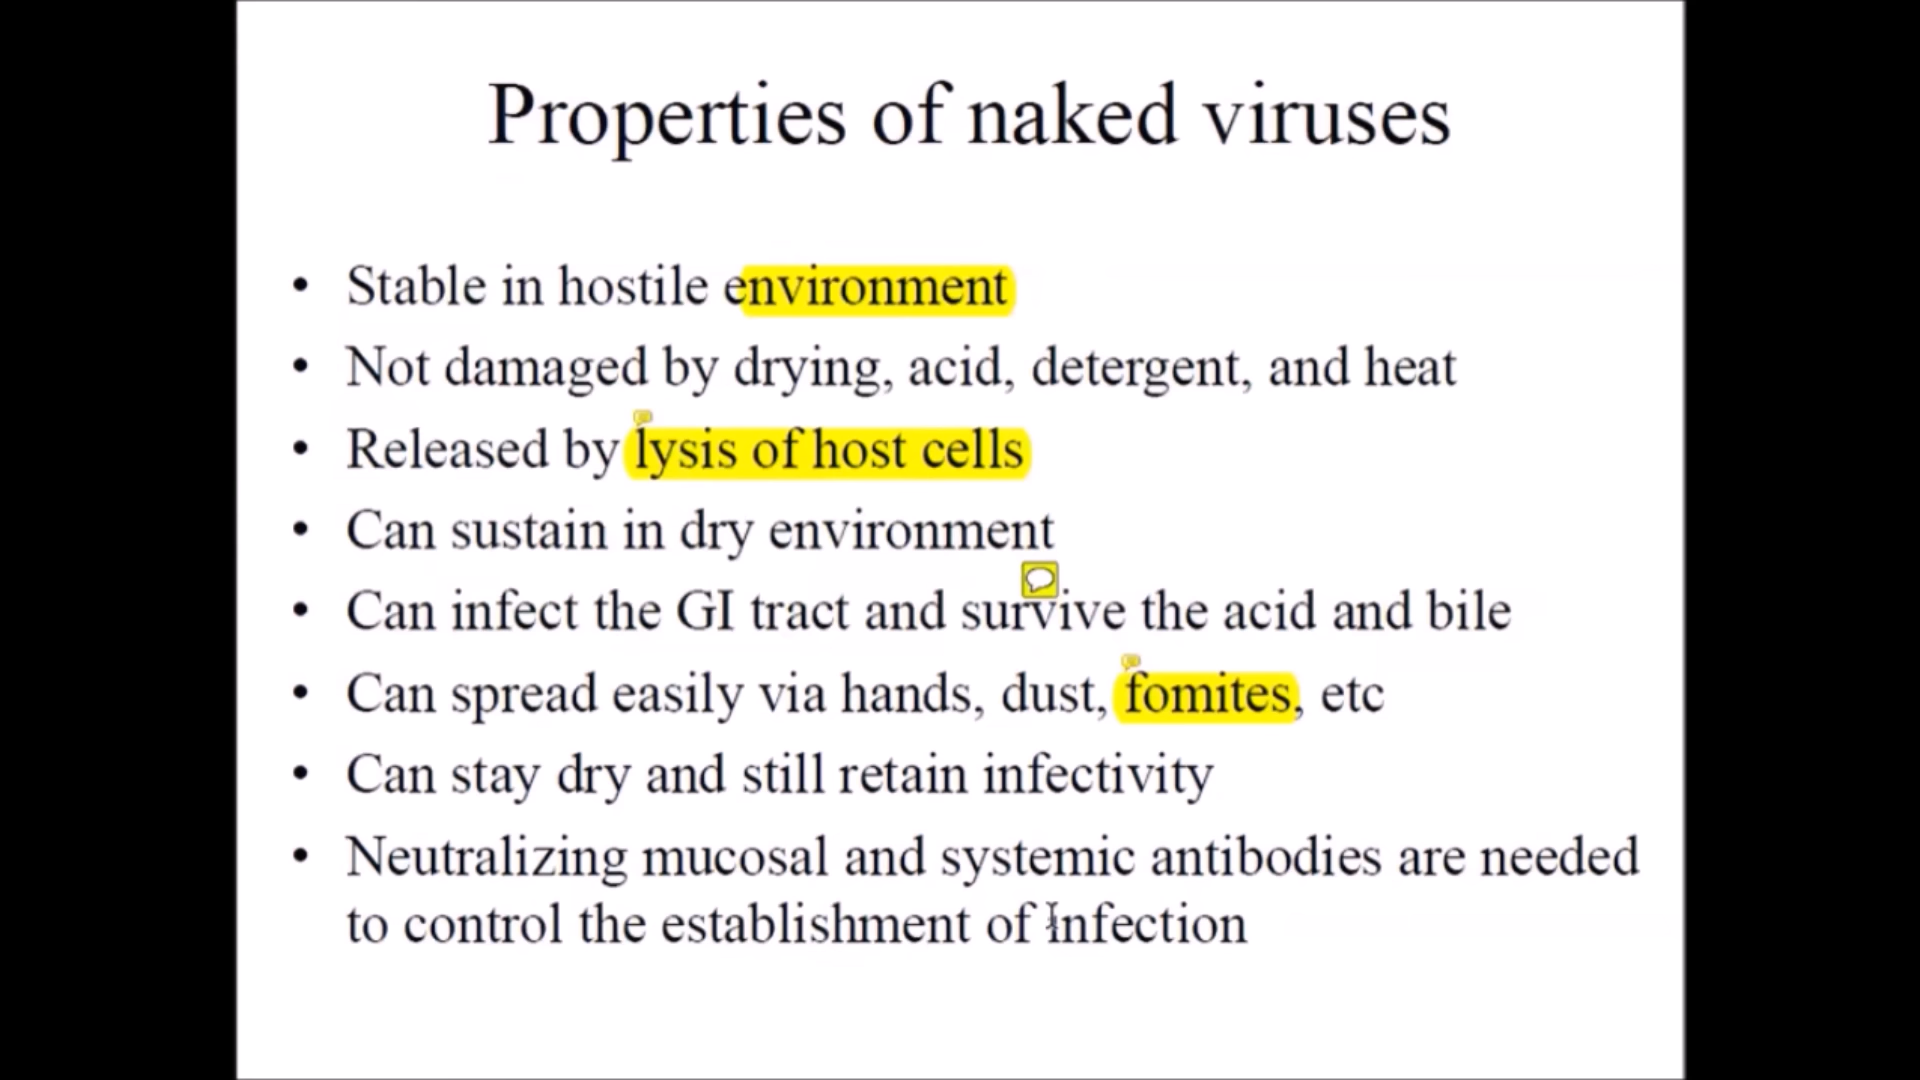 Properties of naked viruses
• Stable in hostile environment
• Not damaged by drying, acid, detergent, and heat
• Released by lysis of host cells
• Can sustain in dry environment
• Can infect the GI tract and survive the acid and bile
• Can spread easily via hands, dust, fomites, etc
• Can stay dry and still retain infectivity
• Neutralizing mucosal and systemic antibodies are needed
to control the establishment of infection